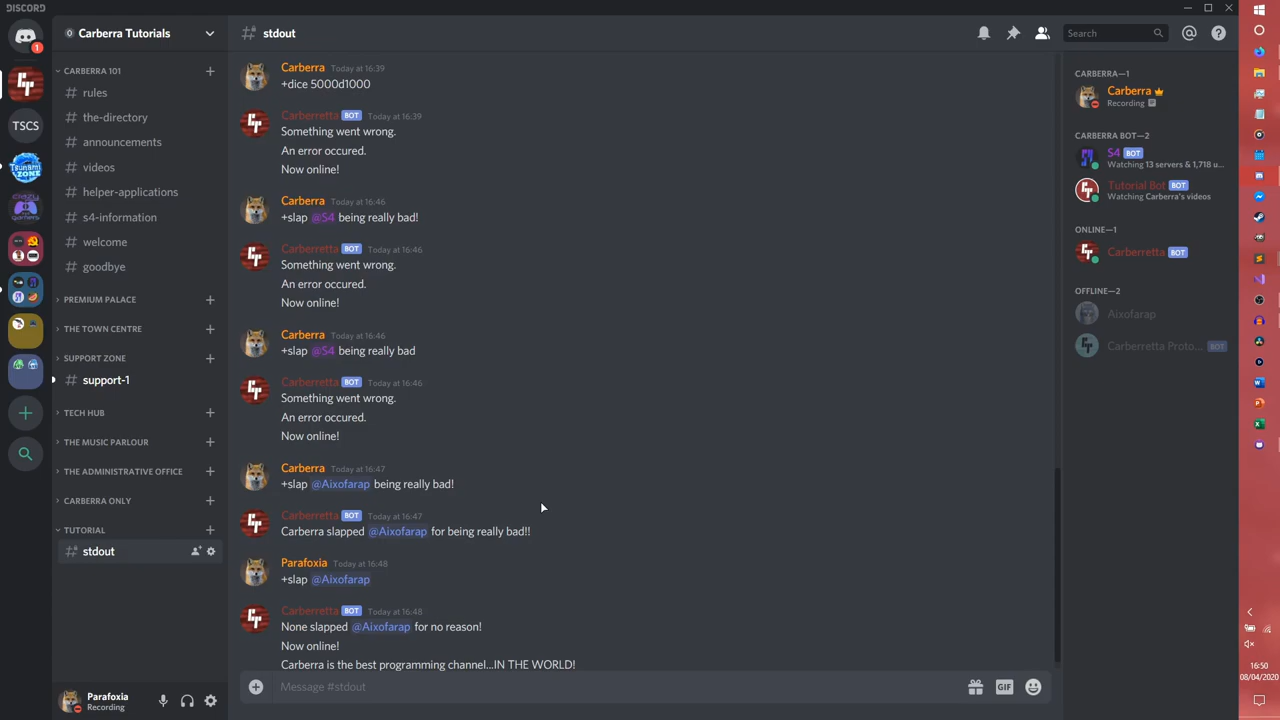 DISCORD
Carberra Tutorials
CARBERRA 101
rules
the-directory
announcements
videos
helper-applications
s4-information
welcome
goodbye
PREMIUM PALACE
THE TOWN CENTRE
SUPPORT ZONE
support-1
TECH HUB
THE MUSIC PARLOUR
THE ADMINISTRATIVE OFFICE
CARBERRA ONLY
TUTORIAL
stdout
Parafoxia
Recording
1
TSCS
stdout
Search
Carberra Today at 16:39
+dice 5000d1000
Carberretta BOT Today at 16:39
Something went wrong.
An error occured.
Now online!
Carberra Today at 16:46
+slap @S4 being really bad!
Carberretta BOT Today at 16:46
Something went wrong.
An error occured.
Now online!
Carberra Today at 16:46
+slap @S4 being really bad
Carberretta BOT Today at 16:46
Something went wrong.
An error occured.
Now online!
Carberra Today at 16:47
+slap @Aixofarap being really bad!
Carberretta BOT Today at 16:47
Carberra slapped @Aixofarap for being really bad!!
Parafoxia Today at 16:48
+slap @Aixofarap
Carberretta BOT Today at 16:48
None slapped @Aixofarap for no reason!
Now online!
Carberra is the best programming channel...IN THE WORLD!
Message #stdout
GIF
CARBERRA—1
Carberra
Recording
CARBERRA BOT—2
S4 BOT
Watching 13 servers & 1,718 u...
Tutorial Bot BOT
Watching Carberra's videos
ONLINE—1
Carberretta BOT
OFFLINE—2
Aixofarap
Carberretta Proto... BOT
16:50
08/04/2020